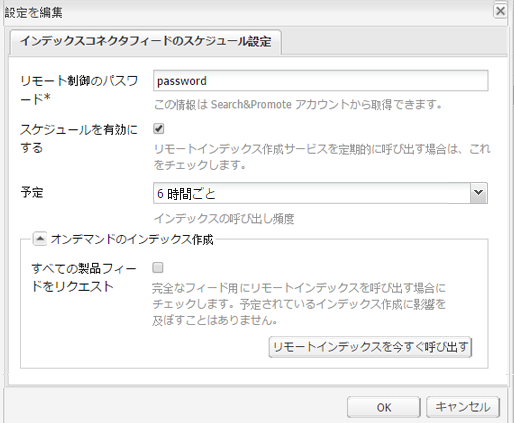 設定を編集
インデックスコネクタフィードのスケジュール設定
リモート制御のパスワ
ード*
password
この情報は Search&Promote アカウントから取得できます。
スケジュールを有効に
する
リモートインデックス作成サービスを定期的に呼び出す場合は、これ
をチェックします。
予定
6 時間ごと
インデックスの呼び出し頻度
オンデマンドのインデックス作成
すべての製品フィー
ドをリクエスト
完全なフィード用にリモートインデックスを呼び出す場合に
チェックします。予定されているインデックス作成に影響を
及ぼすことはありません。
リモートインデックスを今すぐ呼び出す
OK
キャンセル